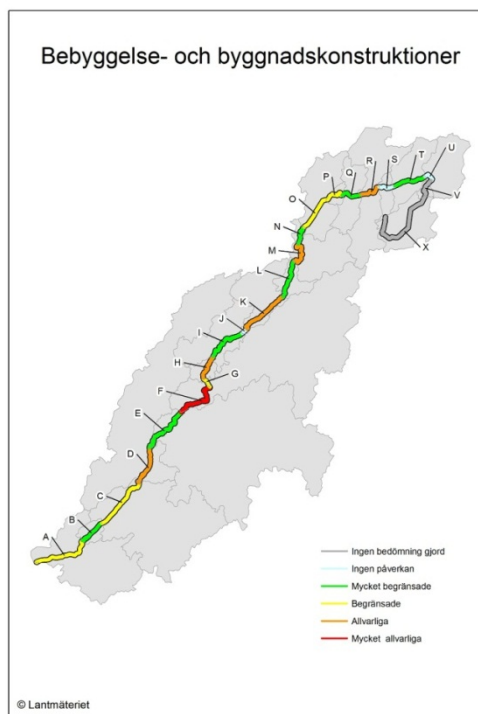 Bebyggelse- och byggnadskonstruktioner
U
T
S
R
Q
P
V
O
N
M
X
L
K
J
I
H
G
F
E
D
C
B
A
Ingen bedömning gjord
Ingen påverkan
Mycket begränsade
Begränsade
Allvarliga
Mycket allvarliga
© Lantmäteriet